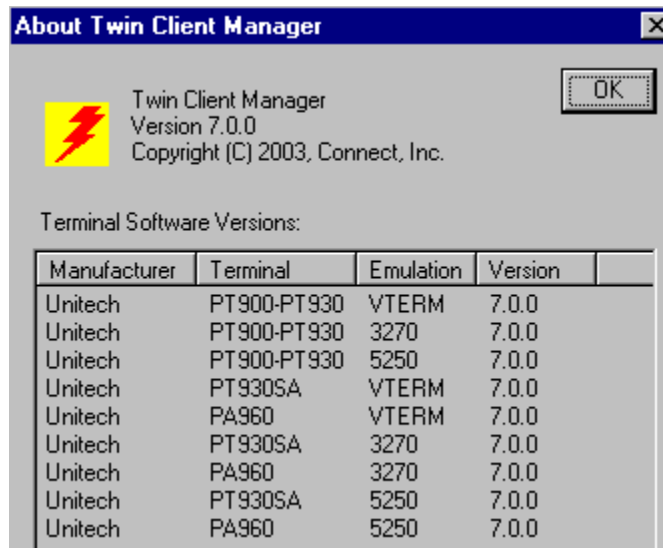 About Twin Client Manager
OK
Twin Client Manager
Version 7.0.0
Copyright (C) 2003, Connect, Inc.
Terminal Software Versions:
Manufacturer Terminal Emulation Version
Unitech PT900-PT930 VTERM 7.0.0
Unitech PT900-PT930 3270 7.0.0
Unitech PT900-PT930 5250 7.0.0
Unitech PT930SA VTERM 7.0.0
Unitech PA960 VTERM 7.0.0
Unitech PT930SA 3270 7.0.0
Unitech PA960 3270 7.0.0
Unitech PT930SA 5250 7.0.0
Unitech PA960 5250 7.0.0